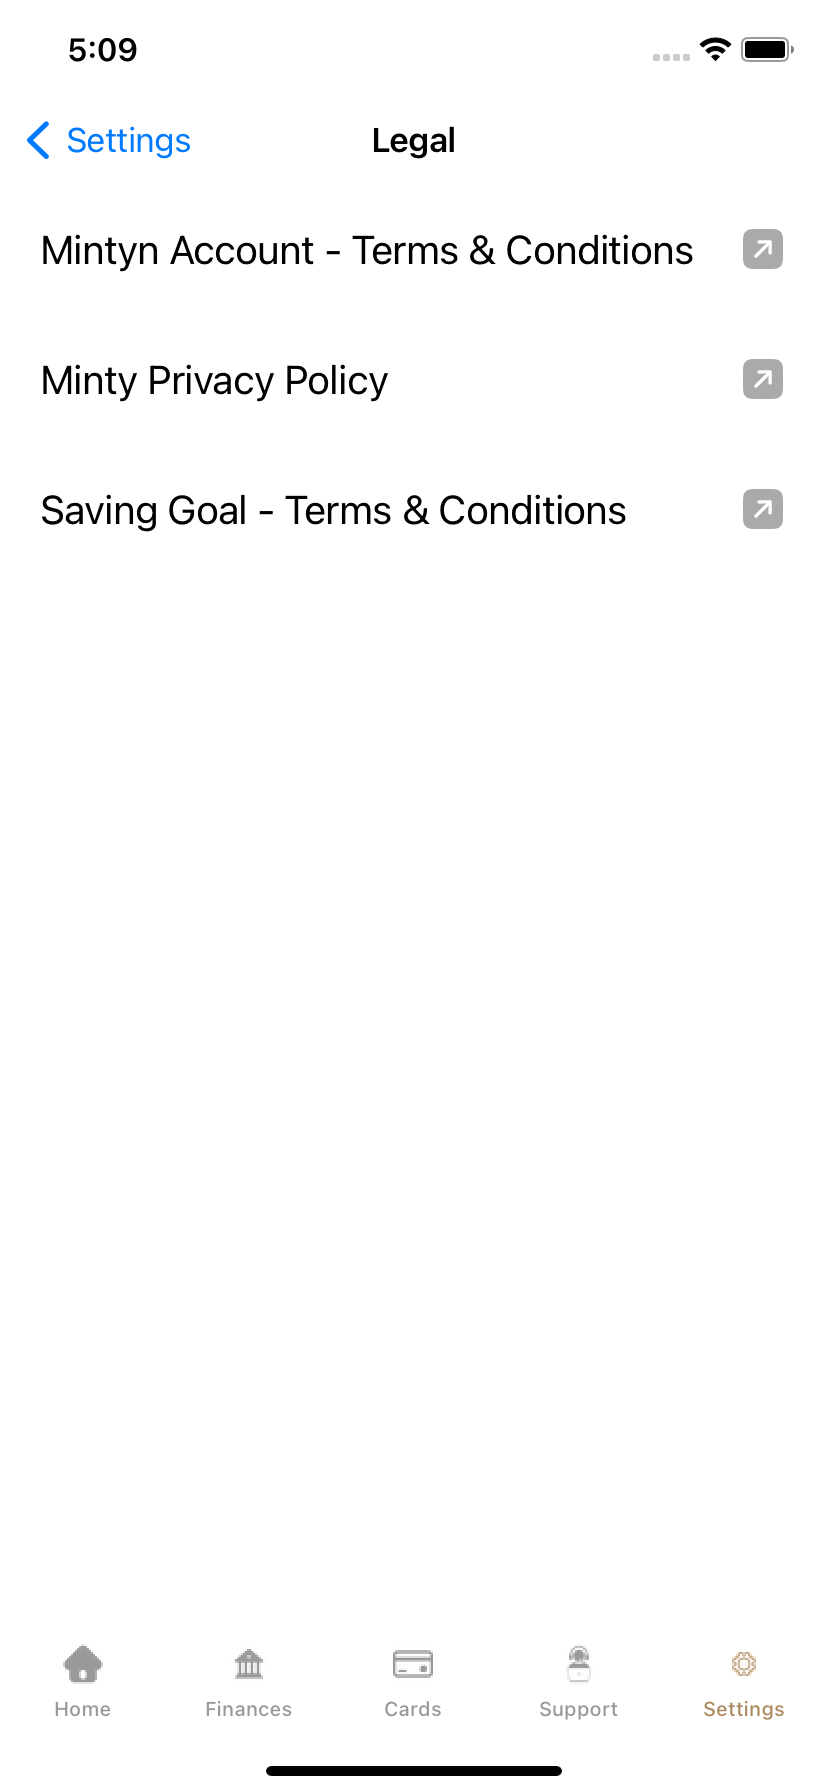 5:09
Settings
Legal
Mintyn Account - Terms & Conditions
Minty Privacy Policy
Saving Goal - Terms & Conditions
Home
Finances
Cards
Support
Settings